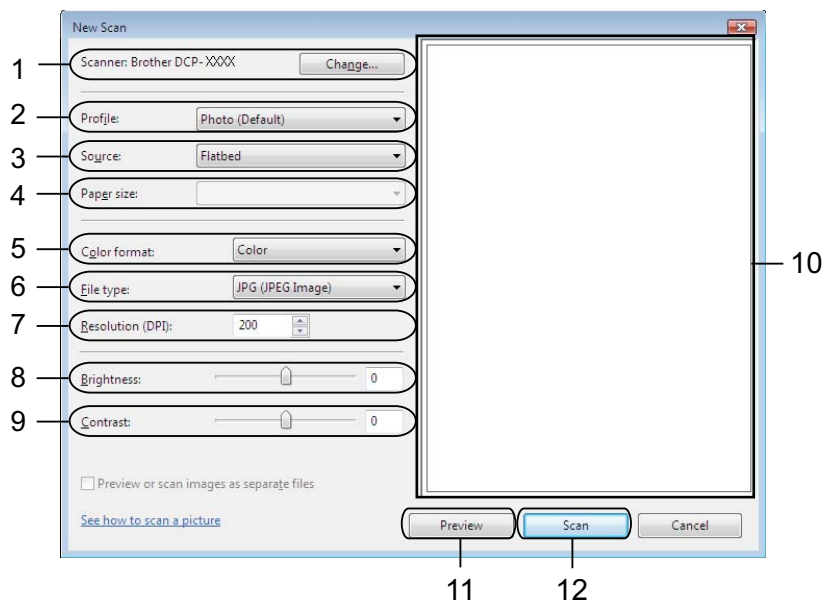 New Scan
1 Scanner: Brother DCP-XXXX Change...
2 Profile: Photo (Default)
3 Source: Flatbed
4 Paper size:
5 Color format: Color
6 File type: JPG (JPEG Image)
7 Resolution (DPI): 200
8 Brightness: 0
9 Contrast: 0
10
Preview or scan images as separate files
See how to scan a picture
Preview Scan Cancel
11 12